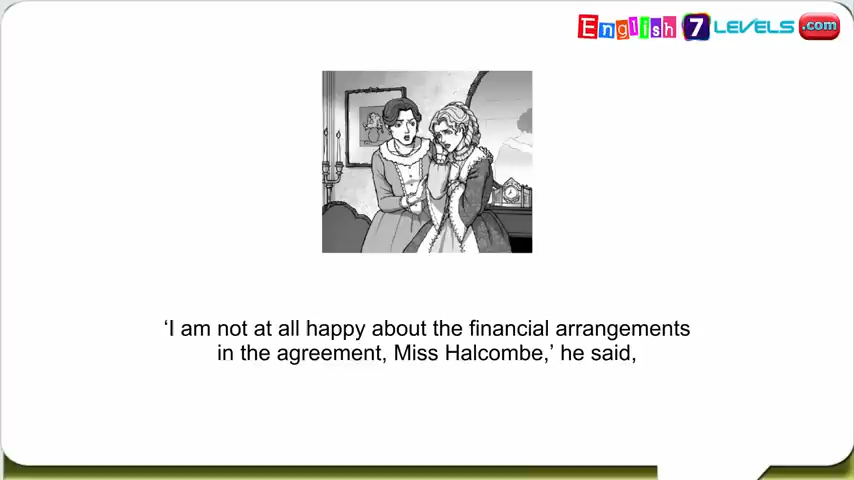 English 7 LEVELS .com
‘I am not at all happy about the financial arrangements
in the agreement, Miss Halcombe,’ he said,